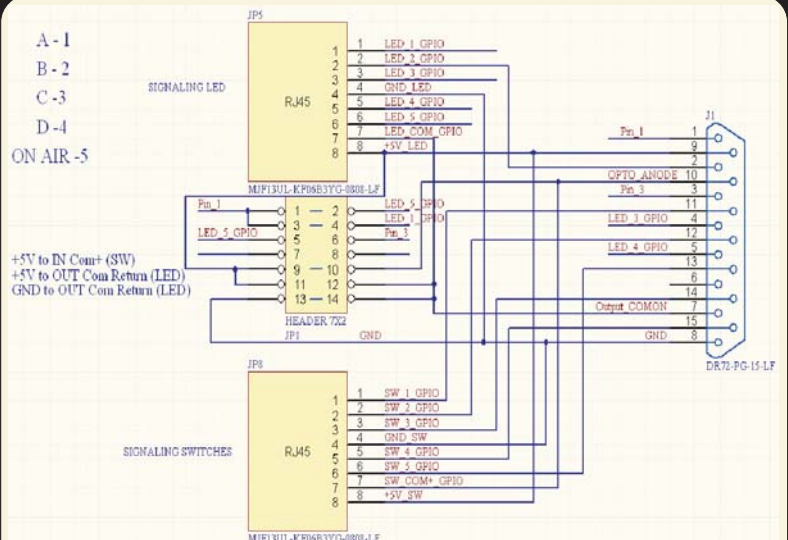 A - 1
B - 2
C -3
D -4
ON AIR -5
+5V to IN Com+ (SW)
+5V to OUT Com Return (LED)
GND to OUT Com Return (LED)
JP5
SIGNALING LED
RJ45
1 1 LED_1_GPIO
2 2 LED_2_GPIO
3 3 LED_3_GPIO
4 4 GND_LED
5 5 LED_4_GPIO
6 6 LED_5_GPIO
7 7 LED_COM_GPIO
8 8 +5V_LED
MJF13UL-KF06B3YG-0808-LF
Pin_1 1 2 LED_5_GPIO
3 4 LED_1_GPIO
LED_5_GPIO 5 6 Pin_3
7 8
9 10
11 12
13 14
HEADER 7X2
JP1
GND
JP8
SIGNALING SWITCHES
RJ45
1 1 SW_1_GPIO
2 2 SW_2_GPIO
3 3 SW_3_GPIO
4 4 GND_SW
5 5 SW_4_GPIO
6 6 SW_5_GPIO
7 7 SW_COM+_GPIO
8 8 +5V_SW
MJF13UL-KF06B3YG-0808-LF
J1
Pin_1 1
9
2
OPTO_ANODE 10
Pin_3 3
11
LED_3_GPIO 4
12
LED_4_GPIO 5
13
6
14
Output_COMON 7
15
GND 8
DR72-PG-15-LF